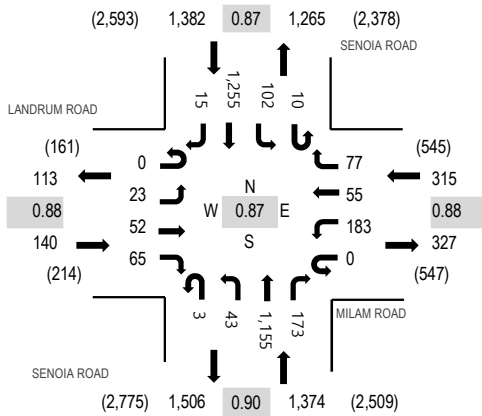 (2,593) 1,382 0.87 1,265 (2,378)
SENOIA ROAD
LANDRUM ROAD
15 1,255 102 10
(161) 0 77 (545)
113 23 55 315
N
0.88 52 W 0.87 E 183 0.88
S
140 65 0 327
(214) (547)
3 43 1,155 173
MILAM ROAD
SENOIA ROAD
(2,775) 1,506 0.90 1,374 (2,509)